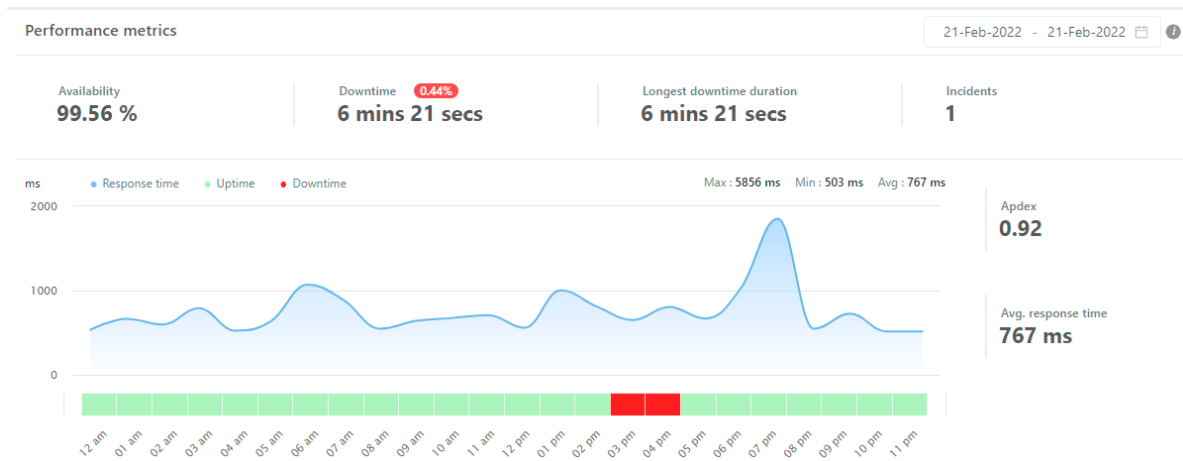 Performance metrics
21-Feb-2022 - 21-Feb-2022
Availability
99.56 %
Downtime 0.44%
6 mins 21 secs
Longest downtime duration
6 mins 21 secs
Incidents
1
ms
Response time
Uptime
Downtime
Max : 5856 ms Min : 503 ms Avg : 767 ms
2000
1000
0
12 am
01 am
02 am
03 am
04 am
05 am
06 am
07 am
08 am
09 am
10 am
11 am
12 pm
01 pm
02 pm
03 pm
04 pm
05 pm
06 pm
07 pm
08 pm
09 pm
10 pm
11 pm
Apdex
0.92
Avg. response time
767 ms